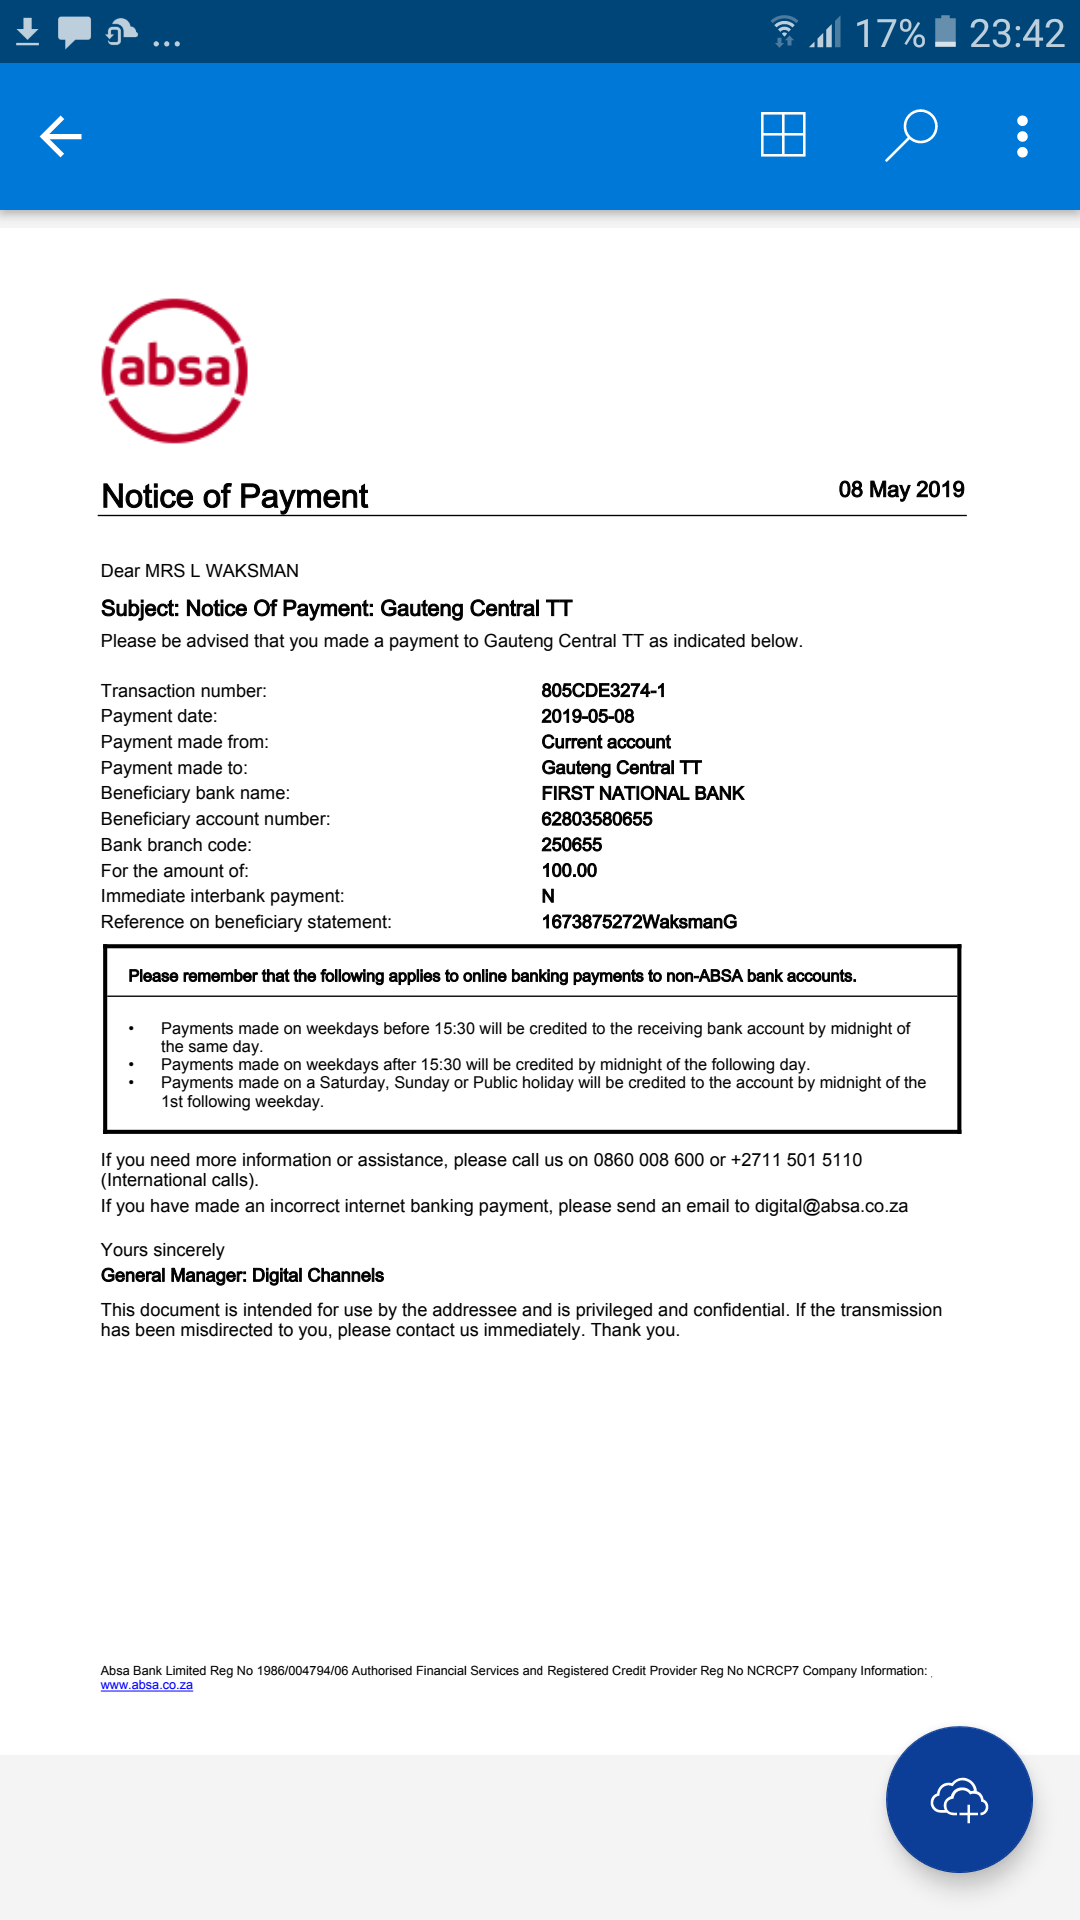 ... 17% 23:42
absa
Notice of Payment 08 May 2019
Dear MRS L WAKSMAN
Subject: Notice Of Payment: Gauteng Central TT
Please be advised that you made a payment to Gauteng Central TT as indicated below.
Transaction number: 805CDE3274-1
Payment date: 2019-05-08
Payment made from: Current account
Payment made to: Gauteng Central TT
Beneficiary bank name: FIRST NATIONAL BANK
Beneficiary account number: 62803580655
Bank branch code: 250655
For the amount of: 100.00
Immediate interbank payment: N
Reference on beneficiary statement: 1673875272WaksmanG
Please remember that the following applies to online banking payments to non-ABSA bank accounts.
• Payments made on weekdays before 15:30 will be credited to the receiving bank account by midnight of
the same day.
• Payments made on weekdays after 15:30 will be credited by midnight of the following day.
• Payments made on a Saturday, Sunday or Public holiday will be credited to the account by midnight of the
1st following weekday.
If you need more information or assistance, please call us on 0860 008 600 or +2711 501 5110
(International calls).
If you have made an incorrect internet banking payment, please send an email to digital@absa.co.za
Yours sincerely
General Manager: Digital Channels
This document is intended for use by the addressee and is privileged and confidential. If the transmission
has been misdirected to you, please contact us immediately. Thank you.
Absa Bank Limited Reg No 1986/004794/06 Authorised Financial Services and Registered Credit Provider Reg No NCRCP7 Company Information: .
www.absa.co.za